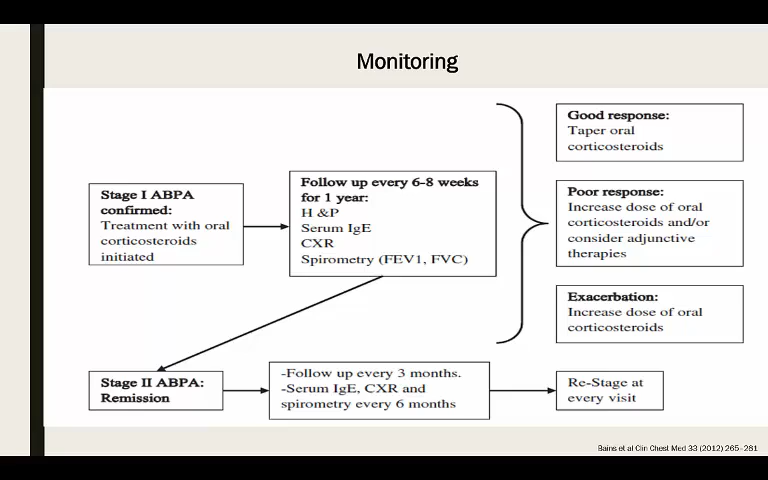 Monitoring
Stage I ABPA
confirmed:
Treatment with oral
corticosteroids
initiated
Follow up every 6-8 weeks
for 1 year:
H &P
Serum IgE
CXR
Spirometry (FEV1, FVC)
Good response:
Taper oral
corticosteroids
Poor response:
Increase dose of oral
corticosteroids and/or
consider adjunctive
therapies
Exacerbation:
Increase dose of oral
corticosteroids
Stage II ABPA:
Remission
-Follow up every 3 months.
-Serum IgE, CXR and
spirometry every 6 months
Re-Stage at
every visit
Bains et al Clin Chest Med 33 (2012) 265–281